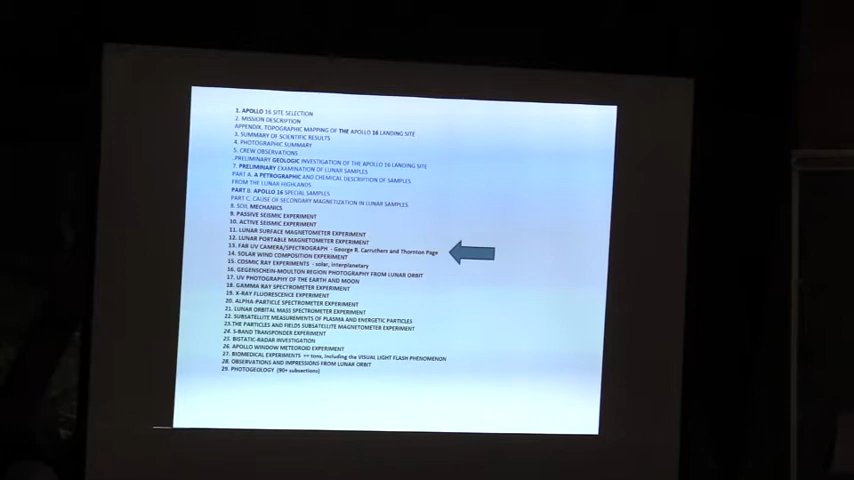 1. APOLLO 16 SITE SELECTION
2. MISSION DESCRIPTION
APPENDIX. TOPOGRAPHIC MAPPING OF THE APOLLO 16 LANDING SITE
3. SUMMARY OF SCIENTIFIC RESULTS
4. PHOTOGRAPHIC SUMMARY
5. CREW OBSERVATIONS
.PRELIMINARY GEOLOGIC INVESTIGATION OF THE APOLLO 16 LANDING SITE
7. PRELIMINARY EXAMINATION OF LUNAR SAMPLES
PART A. A PETROGRAPHIC AND CHEMICAL DESCRIPTION OF SAMPLES
FROM THE LUNAR HIGHLANDS.
PART B. APOLLO 16 SPECIAL SAMPLES
PART C. CAUSE OF SECONDARY MAGNETIZATION IN LUNAR SAMPLES
8. SOIL MECHANICS
9. PASSIVE SEISMIC EXPERIMENT
10. ACTIVE SEISMIC EXPERIMENT
11. LUNAR SURFACE MAGNETOMETER EXPERIMENT
12. LUNAR PORTABLE MAGNETOMETER EXPERIMENT
13. FAR UV CAMERA/SPECTROGRAPH - George R. Carruthers and Thornton Page
14. SOLAR WIND COMPOSITION EXPERIMENT
15. COSMIC RAY EXPERIMENTS - solar, interplanetary
16. GEGENSCHEIN-MOULTON REGION PHOTOGRAPHY FROM LUNAR ORBIT
17. UV PHOTOGRAPHY OF THE EARTH AND MOON
18. GAMMA RAY SPECTROMETER EXPERIMENT
19. X-RAY FLUORESCENCE EXPERIMENT
20. ALPHA-PARTICLE SPECTROMETER EXPERIMENT
21. LUNAR ORBITAL MASS SPECTROMETER EXPERIMENT
22. SUBSATELLITE MEASUREMENTS OF PLASMA AND ENERGETIC PARTICLES
23.THE PARTICLES AND FIELDS SUBSATELLITE MAGNETOMETER EXPERIMENT
24. S-BAND TRANSPONDER EXPERIMENT
25. BISTATIC-RADAR INVESTIGATION
26. APOLLO WINDOW METEOROID EXPERIMENT
27. BIOMEDICAL EXPERIMENTS == tons, including the VISUAL LIGHT FLASH PHENOMENON
28. OBSERVATIONS AND IMPRESSIONS FROM LUNAR ORBIT
29. PHOTOGEOLOGY (90+ subsections)